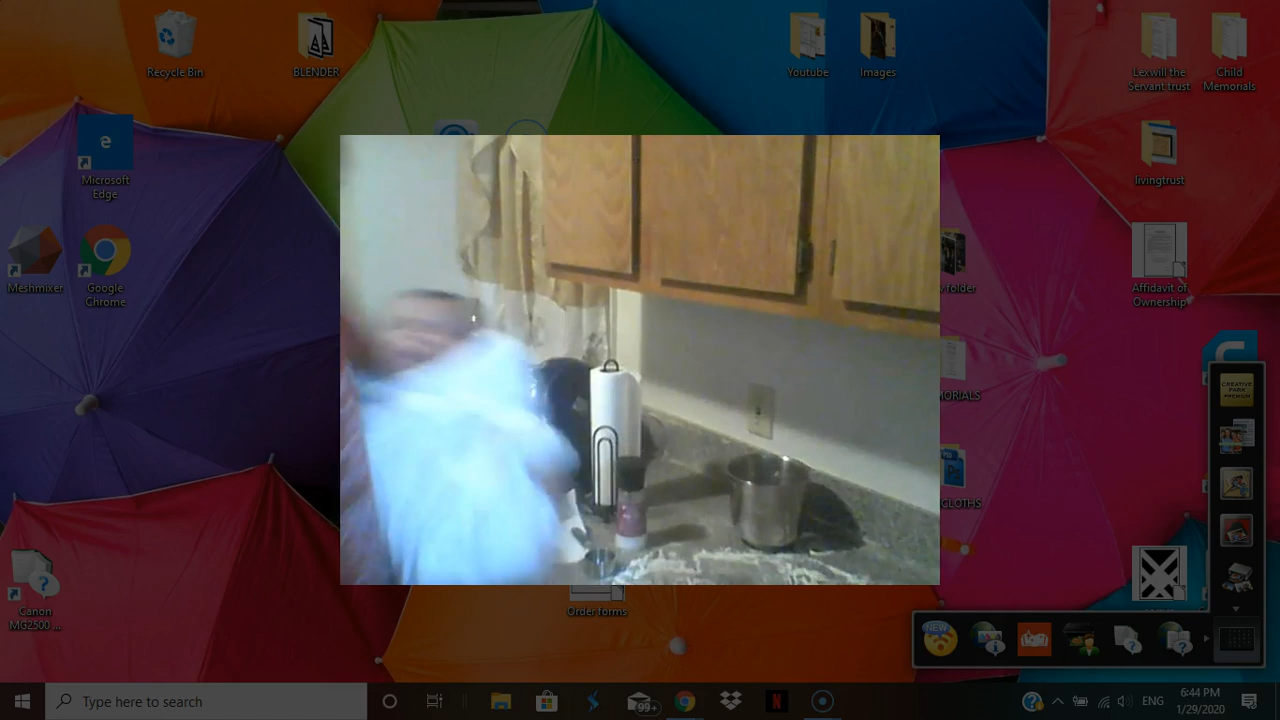 Recycle Bin
BLENDER
Youtube
Images
Lexwill the
Servant trust
Child
Memorials
Microsoft
Edge
livingtrust
Meshmixer
Google
Chrome
folder
Affidavit of
Ownership
CREATIVE
PARK
PREMIUM
Canon
MG2500 ...
Order forms
NEW
Type here to search
99+
N
ENG
6:44 PM
1/29/2020